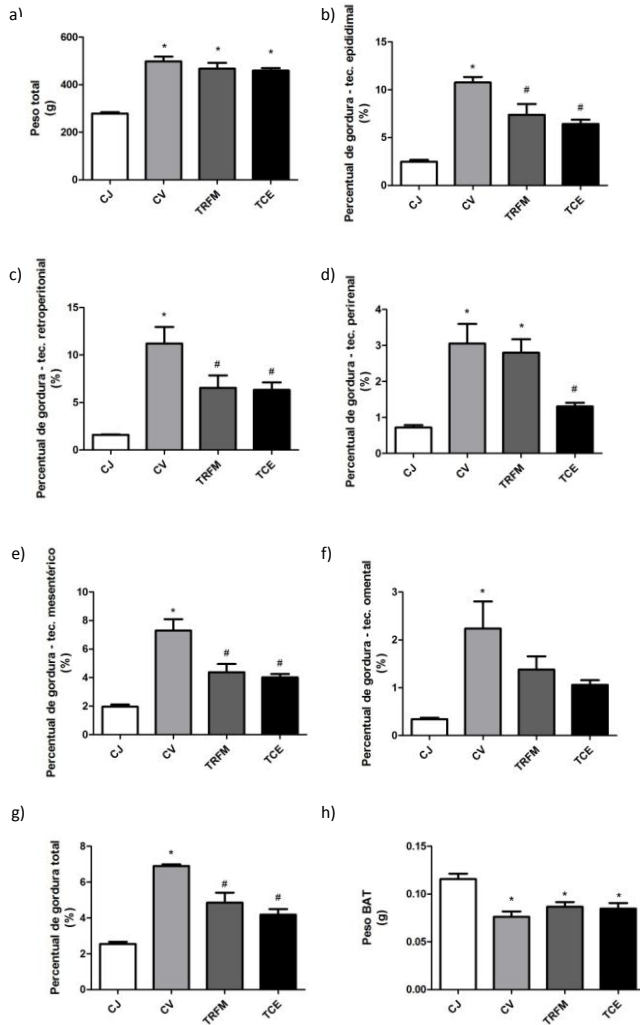 a)
Peso total
(g)
600
400
200
0
*
*
*
CJ
CV
TRFM
TCE
b)
Percentual de gordura - tec. epididimal
(%)
15
10
5
0
*
#
#
CJ
CV
TRFM
TCE
c)
Percentual de gordura - tec. retroperitonial
(%)
15
10
5
0
*
#
#
CJ
CV
TRFM
TCE
d)
Percentual de gordura - tec. perirenal
(%)
4
3
2
1
0
*
*
#
CJ
CV
TRFM
TCE
e)
Percentual de gordura - tec. mesentérico
(%)
10
8
6
4
2
0
*
#
#
CJ
CV
TRFM
TCE
f)
Percentual de gordura - tec. omental
(%)
3
2
1
0
*
CJ
CV
TRFM
TCE
g)
Percentual de gordura total
(%)
8
6
4
2
0
*
#
#
CJ
CV
TRFM
TCE
h)
Peso BAT
(g)
0.15
0.10
0.05
0.00
*
*
*
CJ
CV
TRFM
TCE